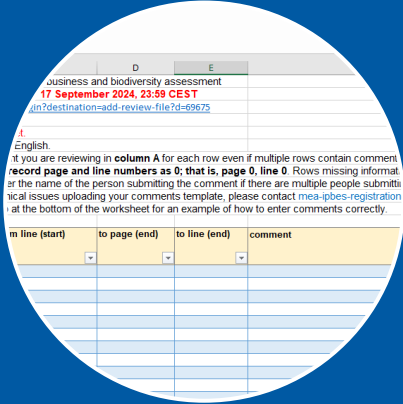 D E
business and biodiversity assessment
17 September 2024, 23:59 CEST
gin?destination=add-review-file?d=69675
English.
you are reviewing in column A for each row even if multiple rows contain comment
record page and line numbers as 0; that is, page 0, line 0. Rows missing informat
the name of the person submitting the comment if there are multiple people submitti
issues uploading your comments template, please contact mea-ipbes-registration
at the bottom of the worksheet for an example of how to enter comments correctly.
line (start) to page (end) to line (end) comment